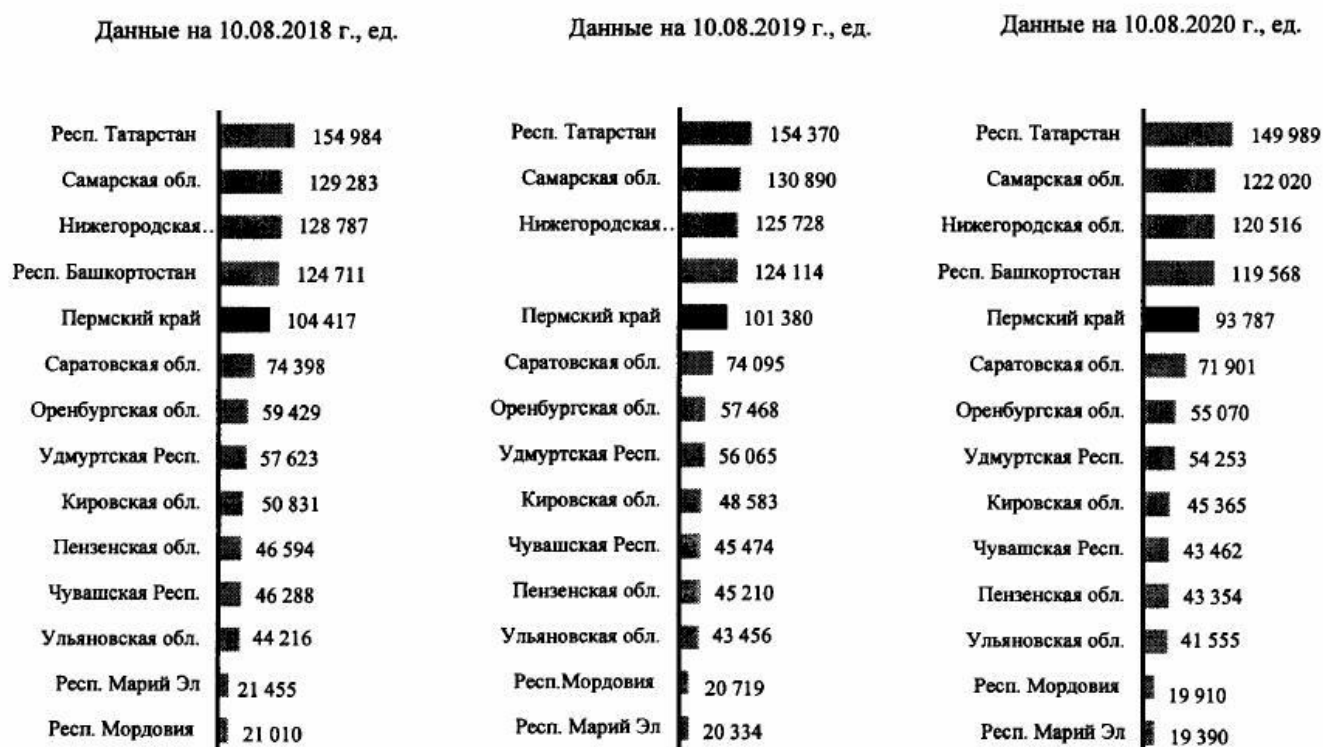 Данные на 10.08.2018 г., ед.
Респ. Татарстан 154 984
Самарская обл. 129 283
Нижегородская.. 128 787
Респ. Башкортостан 124 711
Пермский край 104 417
Саратовская обл. 74 398
Оренбургская обл. 59 429
Удмуртская Респ. 57 623
Кировская обл. 50 831
Пензенская обл. 46 594
Чувашская Респ. 46 288
Ульяновская обл. 44 216
Респ. Марий Эл 21 455
Респ. Мордовия 21 010
Данные на 10.08.2019 г., ед.
Респ. Татарстан 154 370
Самарская обл. 130 890
Нижегородская.. 125 728
124 114
Пермский край 101 380
Саратовская обл. 74 095
Оренбургская обл. 57 468
Удмуртская Респ. 56 065
Кировская обл. 48 583
Чувашская Респ. 45 474
Пензенская обл. 45 210
Ульяновская обл. 43 456
Респ.Мордовия 20 719
Респ. Марий Эл 20 334
Данные на 10.08.2020 г., ед.
Респ. Татарстан 149 989
Самарская обл. 122 020
Нижегородская обл. 120 516
Респ. Башкортостан 119 568
Пермский край 93 787
Саратовская обл. 71 901
Оренбургская обл. 55 070
Удмуртская Респ. 54 253
Кировская обл. 45 365
Чувашская Респ. 43 462
Пензенская обл. 43 354
Ульяновская обл. 41 555
Респ. Мордовия 19 910
Респ. Марий Эл 19 390